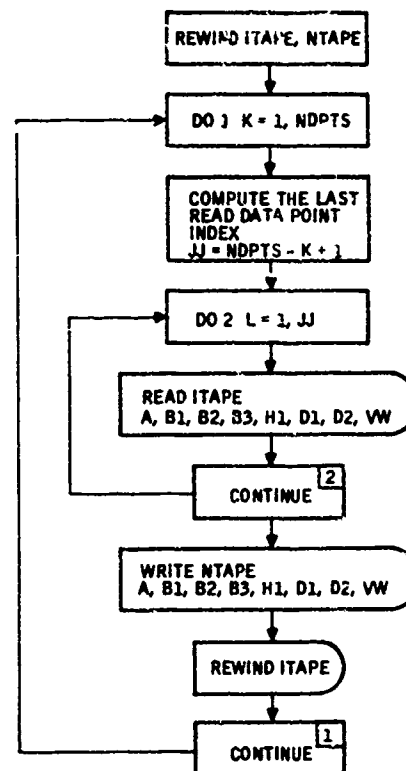 REWIND ITAPE, NTAPE
DO 1 K = 1, NDPTS
COMPUTE THE LAST
READ DATA POINT
INDEX
JJ = NDPTS - K + 1
DO 2 L = 1, JJ
READ ITAPE
A, B1, B2, B3, H1, D1, D2, VW
2
CONTINUE
WRITE NTAPE
A, B1, B2, B3, H1, D1, D2, VW
REWIND ITAPE
1
CONTINUE